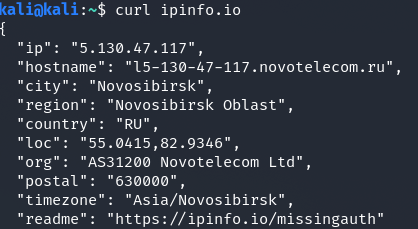 kali@kali:~$ curl ipinfo.io
{
  "ip": "5.130.47.117",
  "hostname": "l5-130-47-117.novotelecom.ru",
  "city": "Novosibirsk",
  "region": "Novosibirsk Oblast",
  "country": "RU",
  "loc": "55.0415,82.9346",
  "org": "AS31200 Novotelecom Ltd",
  "postal": "630000",
  "timezone": "Asia/Novosibirsk",
  "readme": "https://ipinfo.io/missingauth"